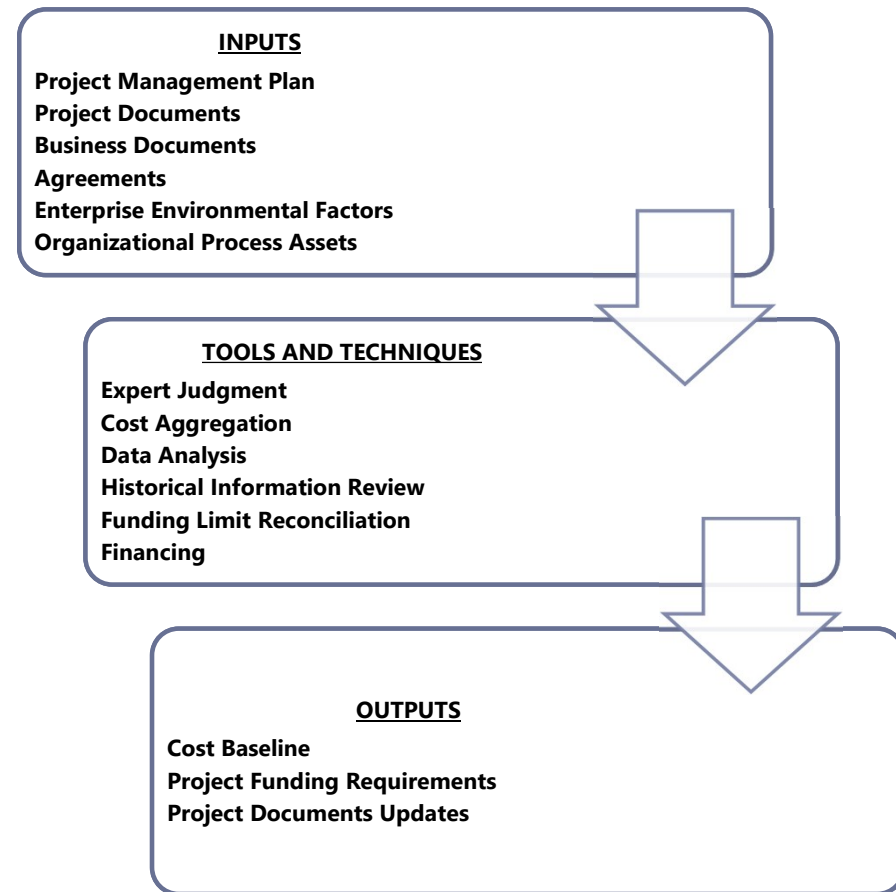 INPUTS
Project Management Plan
Project Documents
Business Documents
Agreements
Enterprise Environmental Factors
Organizational Process Assets
TOOLS AND TECHNIQUES
Expert Judgment
Cost Aggregation
Data Analysis
Historical Information Review
Funding Limit Reconciliation
Financing
OUTPUTS
Cost Baseline
Project Funding Requirements
Project Documents Updates